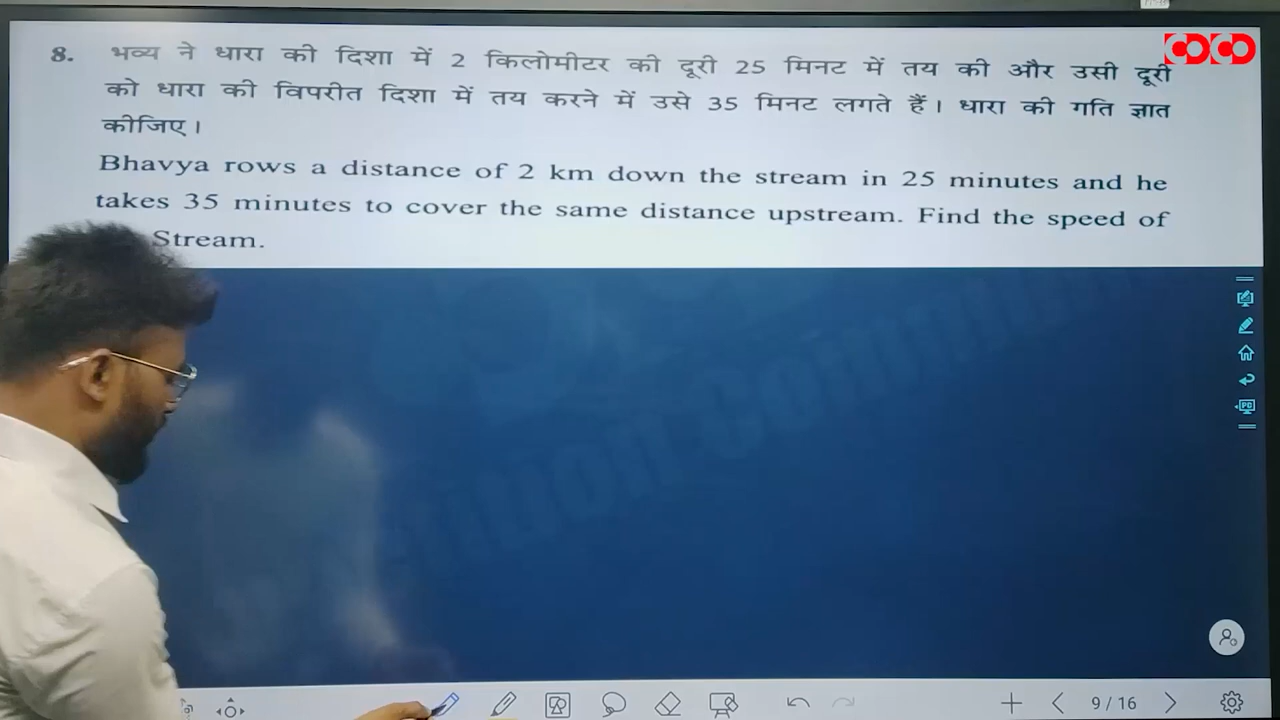 8. भव्य ने धारा की दिशा में 2 किलोमीटर की दूरी 25 मिनट में तय की और उसी दूरी
को धारा की विपरीत दिशा में तय करने में उसे 35 मिनट लगते हैं। धारा की गति ज्ञात
कीजिए।
Bhavya rows a distance of 2 km down the stream in 25 minutes and he
takes 35 minutes to cover the same distance upstream. Find the speed of
Stream.
COCO
9 / 16